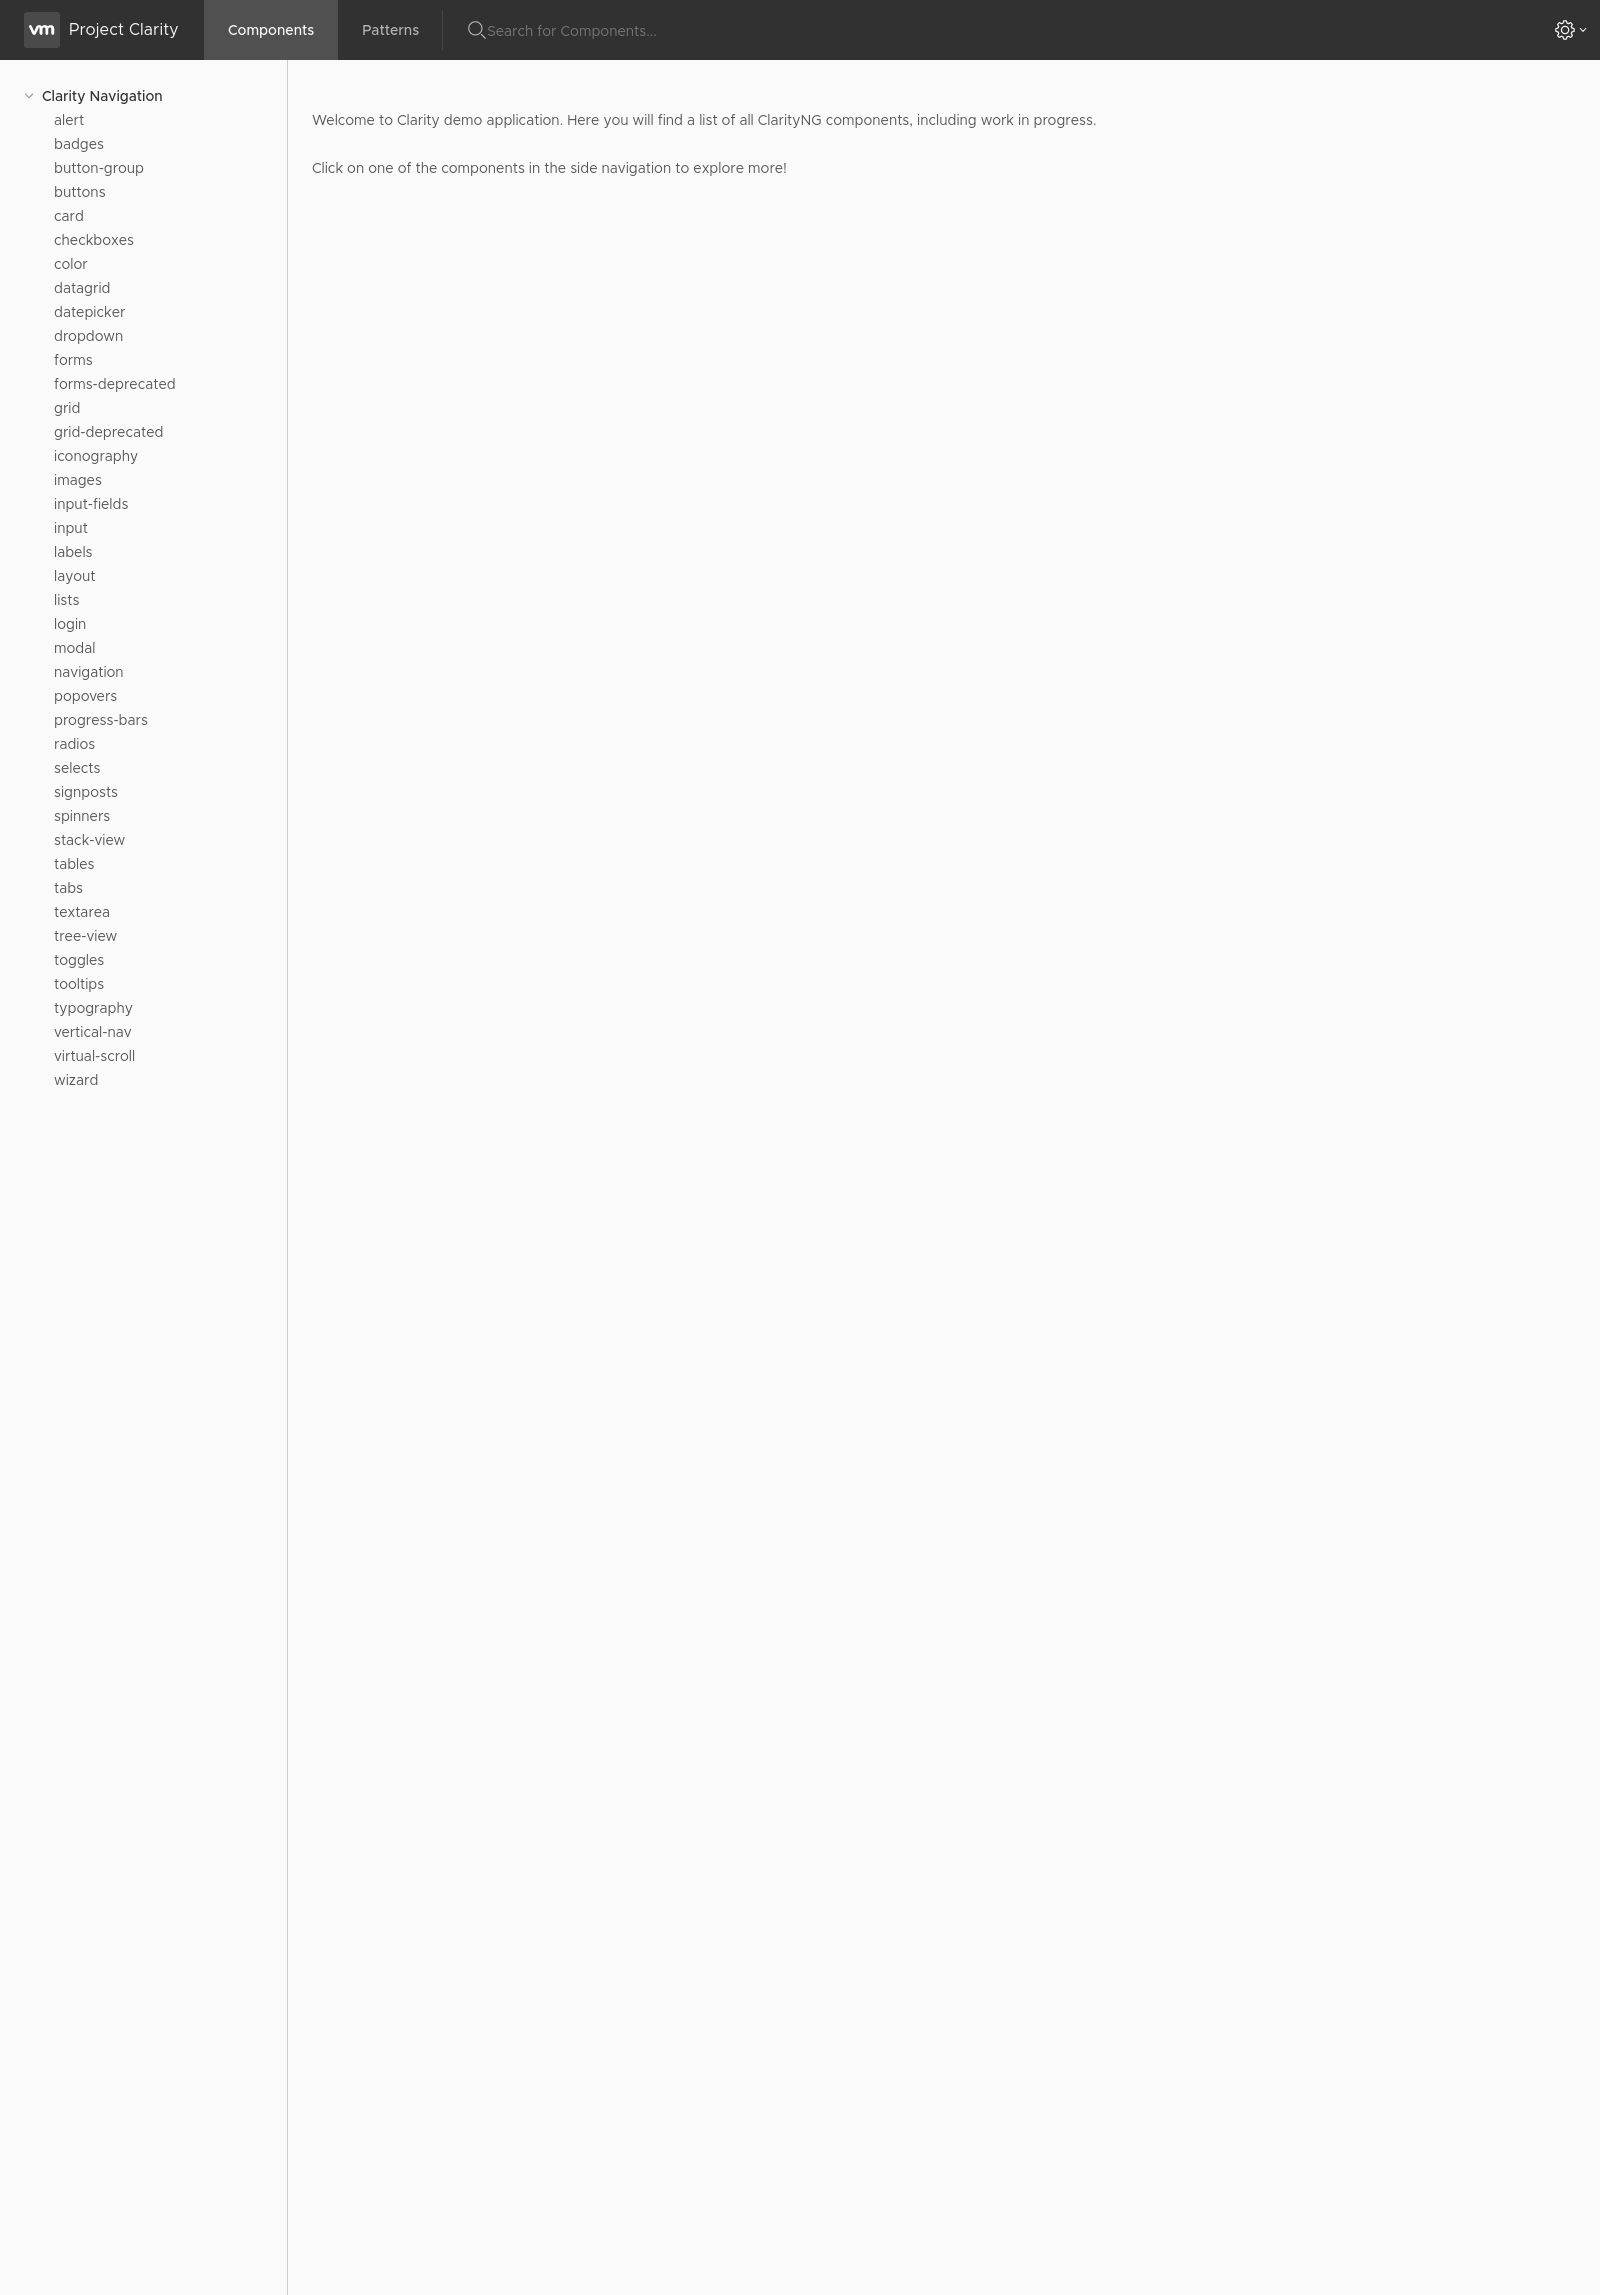 vm Project Clarity Components Patterns Search for Components...
Clarity Navigation
alert
badges
button-group
buttons
card
checkboxes
color
datagrid
datepicker
dropdown
forms
forms-deprecated
grid
grid-deprecated
iconography
images
input-fields
input
labels
layout
lists
login
modal
navigation
popovers
progress-bars
radios
selects
signposts
spinners
stack-view
tables
tabs
textarea
tree-view
toggles
tooltips
typography
vertical-nav
virtual-scroll
wizard
Welcome to Clarity demo application. Here you will find a list of all ClarityNG components, including work in progress.
Click on one of the components in the side navigation to explore more!